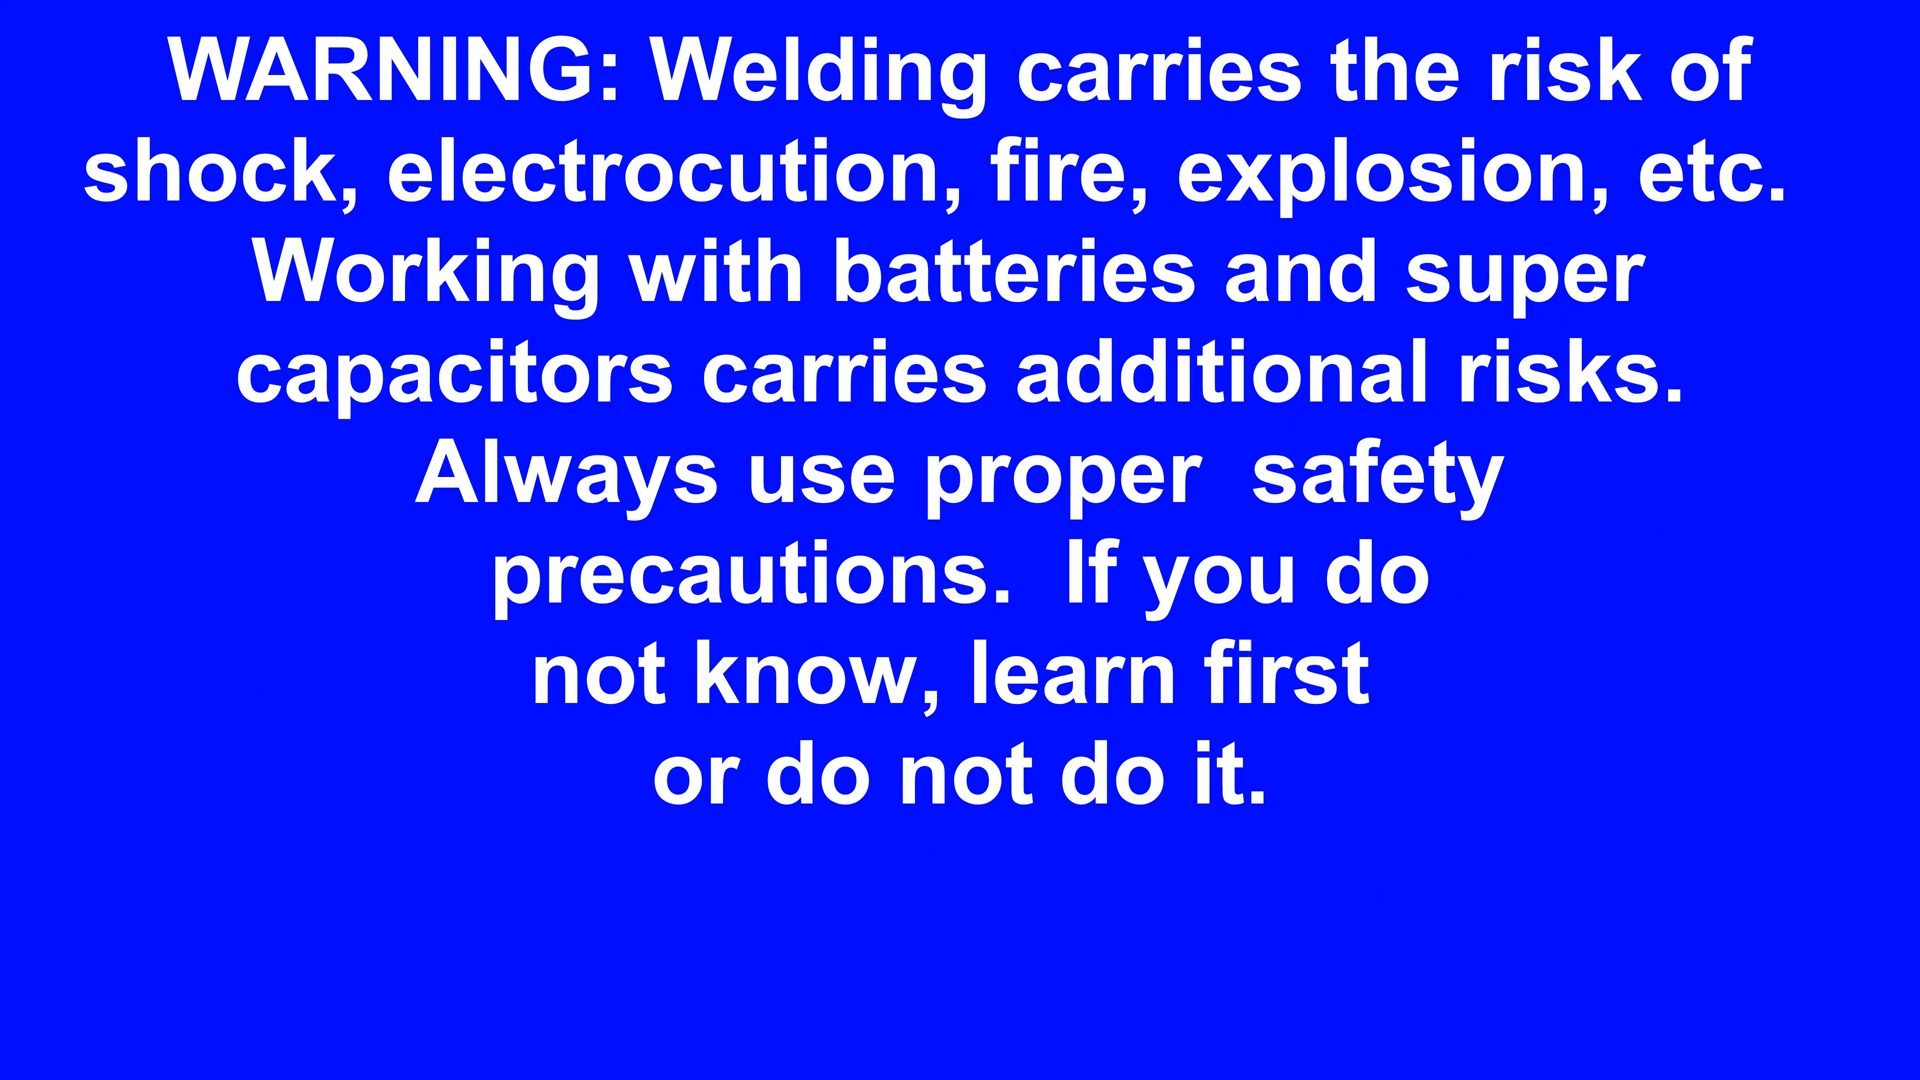 WARNING: Welding carries the risk of
shock, electrocution, fire, explosion, etc.
Working with batteries and super
capacitors carries additional risks.
Always use proper  safety
precautions.  If you do
not know, learn first
or do not do it.